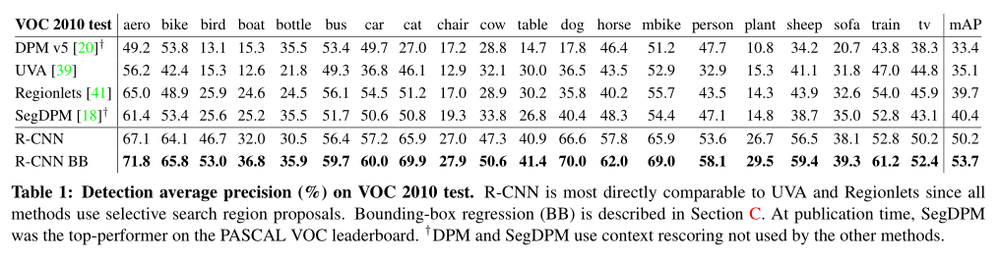 VOC 2010 test aero bike bird boat bottle bus car cat chair cow table dog horse mbike person plant sheep sofa train tv mAP
DPM v5 [20]† 49.2 53.8 13.1 15.3 35.5 53.4 49.7 27.0 17.2 28.8 14.7 17.8 46.4 51.2 47.7 10.8 34.2 20.7 43.8 38.3 33.4
UVA [39] 56.2 42.4 15.3 12.6 21.8 49.3 36.8 46.1 12.9 32.1 30.0 36.5 43.5 52.9 32.9 15.3 41.1 31.8 47.0 44.8 35.1
Regionlets [41] 65.0 48.9 25.9 24.6 24.5 56.1 54.5 51.2 17.0 28.9 30.2 35.8 40.2 55.7 43.5 14.3 43.9 32.6 54.0 45.9 39.7
SegDPM [18]† 61.4 53.4 25.6 25.2 35.5 51.7 50.6 50.8 19.3 33.8 26.8 40.4 48.3 54.4 47.1 14.8 38.7 35.0 52.8 43.1 40.4
R-CNN 67.1 64.1 46.7 32.0 30.5 56.4 57.2 65.9 27.0 47.3 40.9 66.6 57.8 65.9 53.6 26.7 56.5 38.1 52.8 50.2 50.2
R-CNN BB 71.8 65.8 53.0 36.8 35.9 59.7 60.0 69.9 27.9 50.6 41.4 70.0 62.0 69.0 58.1 29.5 59.4 39.3 61.2 52.4 53.7
Table 1: Detection average precision (%) on VOC 2010 test. R-CNN is most directly comparable to UVA and Regionlets since all
methods use selective search region proposals. Bounding-box regression (BB) is described in Section C. At publication time, SegDPM
was the top-performer on the PASCAL VOC leaderboard. †DPM and SegDPM use context rescoring not used by the other methods.